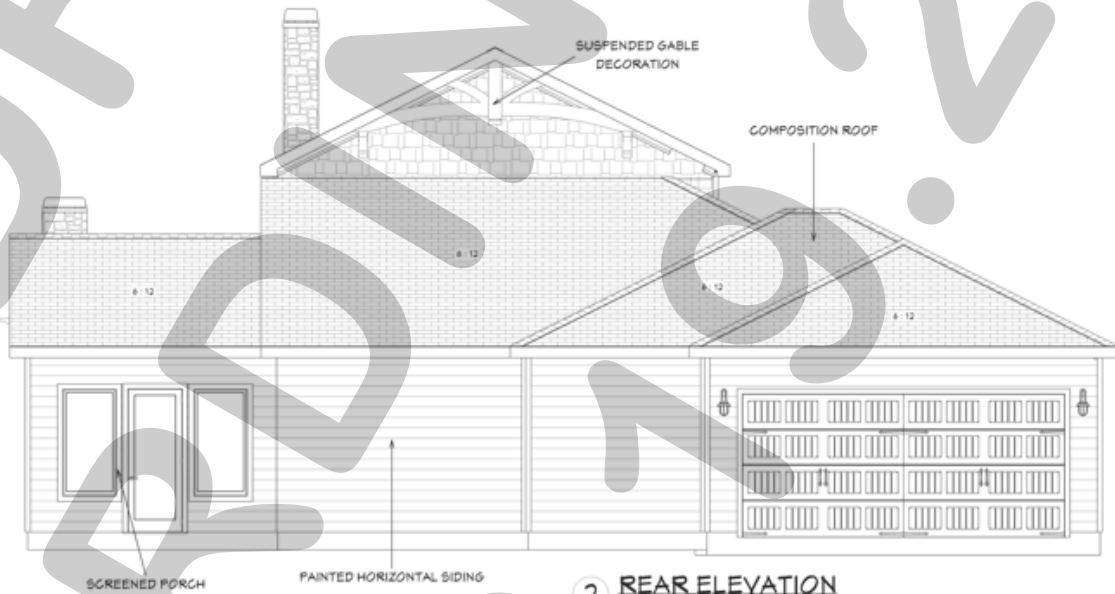 SUSPENDED GABLE
DECORATION
COMPOSITION ROOF
6 : 12
6 : 12
6 : 12
6 : 12
SCREENED PORCH
PAINTED HORIZONTAL SIDING
2 REAR ELEVATION